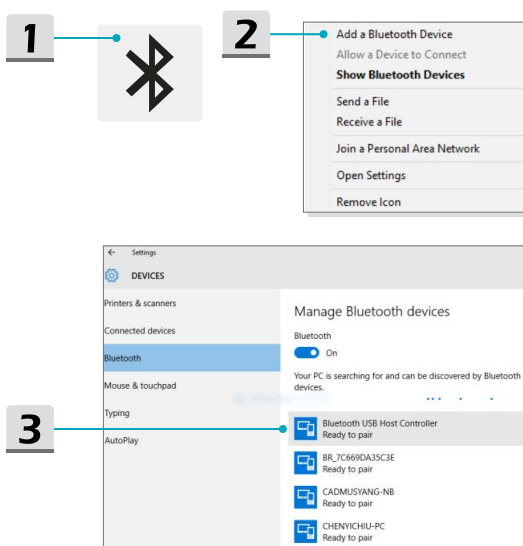 1
2
Add a Bluetooth Device
Allow a Device to Connect
Show Bluetooth Devices
Send a File
Receive a File
Join a Personal Area Network
Open Settings
Remove Icon
Settings
DEVICES
Printers & scanners
Connected devices
Bluetooth
Mouse & touchpad
Typing
AutoPlay
Manage Bluetooth devices
Bluetooth
On
Your PC is searching for and can be discovered by Bluetooth
devices.
3
Bluetooth USB Host Controller
Ready to pair
BR_7C669DA35C3E
Ready to pair
CADMUSYANG-NB
Ready to pair
CHENYICHIU-PC
Ready to pair